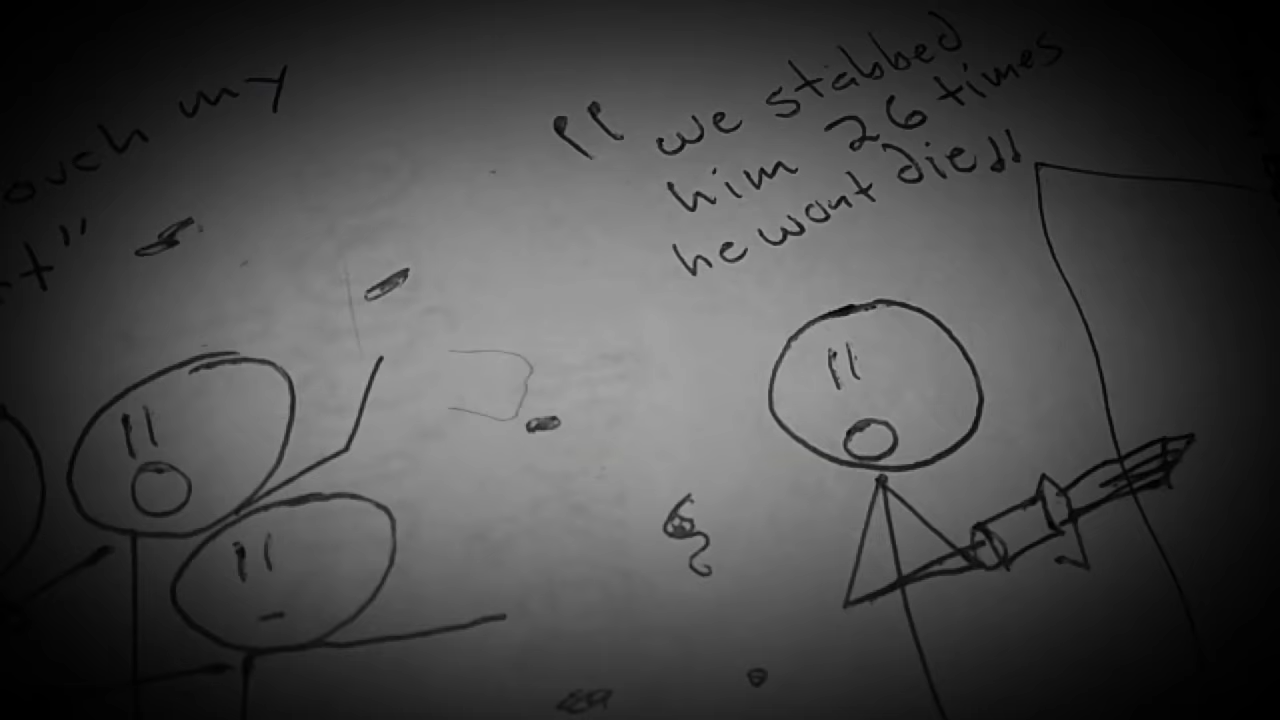 ouch my
t"
" we stabbed
him 26 times
he wont die!!